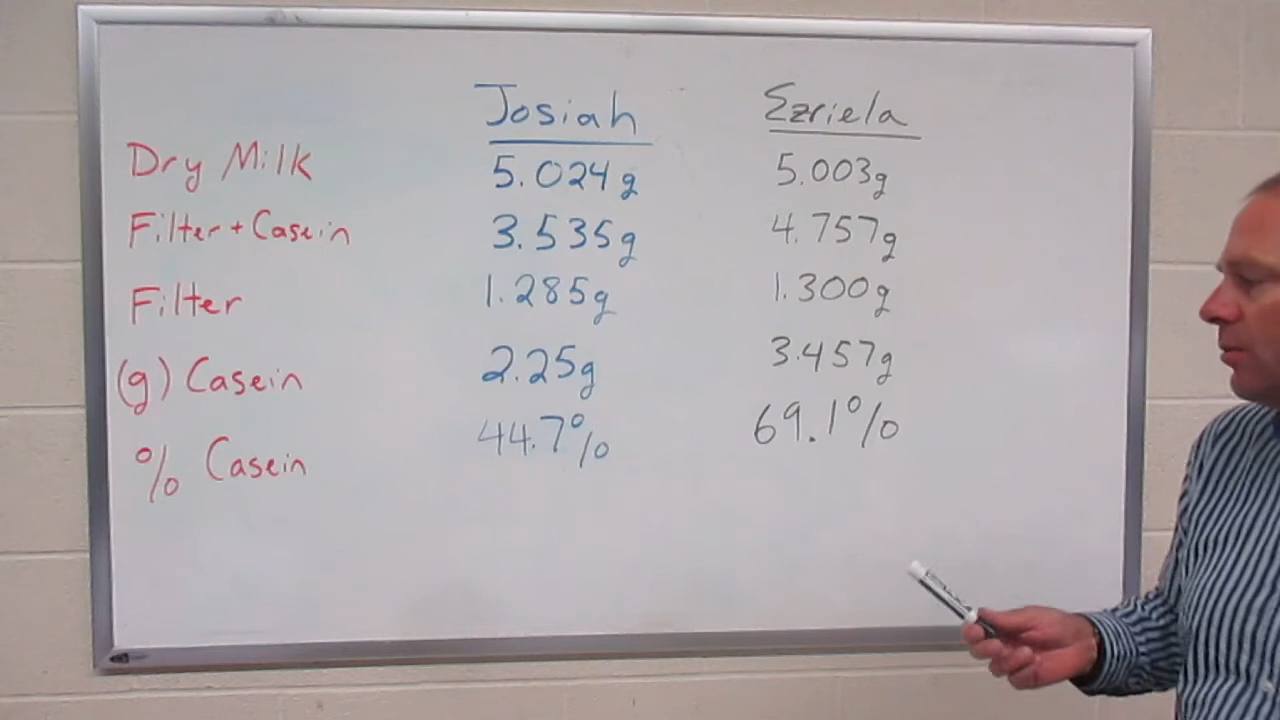 Josiah Ezriela
Dry Milk 5.024g 5.003g
Filter + Casein 3.535g 4.757g
Filter 1.285g 1.300g
(g) Casein 2.25g 3.457g
% Casein 44.7% 69.1%